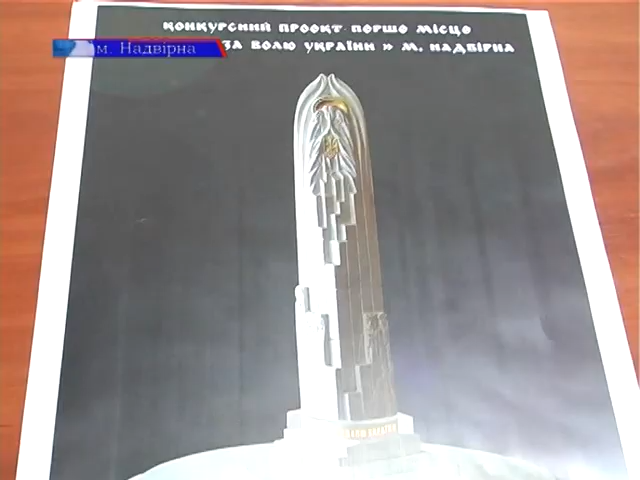 конкурсний проект перше місце
за волю україни » м. надвірна
м. Надвірна